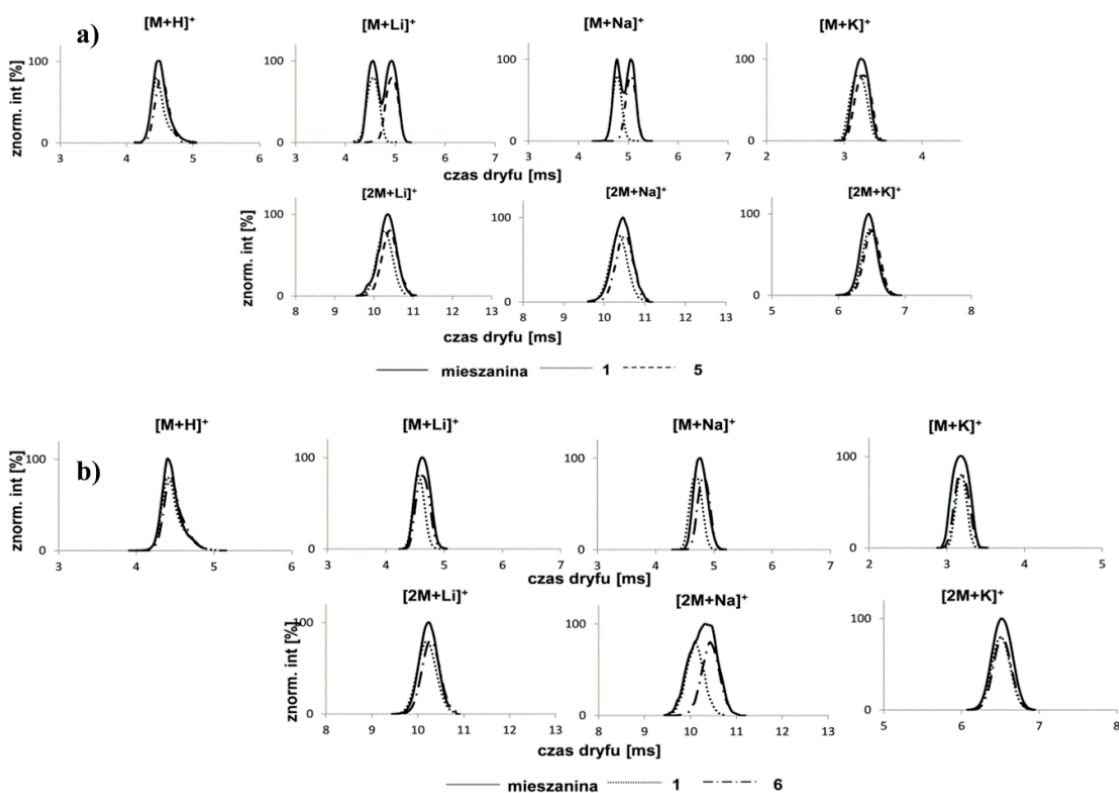 a)
[M+H]⁺ [M+Li]⁺ [M+Na]⁺ [M+K]⁺
znorm. int [%]
100 100 100 100
0 0 0 0
3 4 5 6 3 4 5 6 7 3 4 5 6 7 2 3 4
czas dryfu [ms]
[2M+Li]⁺ [2M+Na]⁺ [2M+K]⁺
znorm. int [%]
100 100 100
0 0 0
8 9 10 11 12 13 8 9 10 11 12 13 5 6 7 8
czas dryfu [ms]
mieszanina 1 5
b)
[M+H]⁺ [M+Li]⁺ [M+Na]⁺ [M+K]⁺
znorm. int [%]
100 100 100 100
0 0 0 0
3 4 5 6 3 4 5 6 7 3 4 5 6 7 2 3 4 5
czas dryfu [ms]
[2M+Li]⁺ [2M+Na]⁺ [2M+K]⁺
znorm. int [%]
100 100 100
0 0 0
8 9 10 11 12 13 8 9 10 11 12 13 5 6 7 8
czas dryfu [ms]
mieszanina 1 6